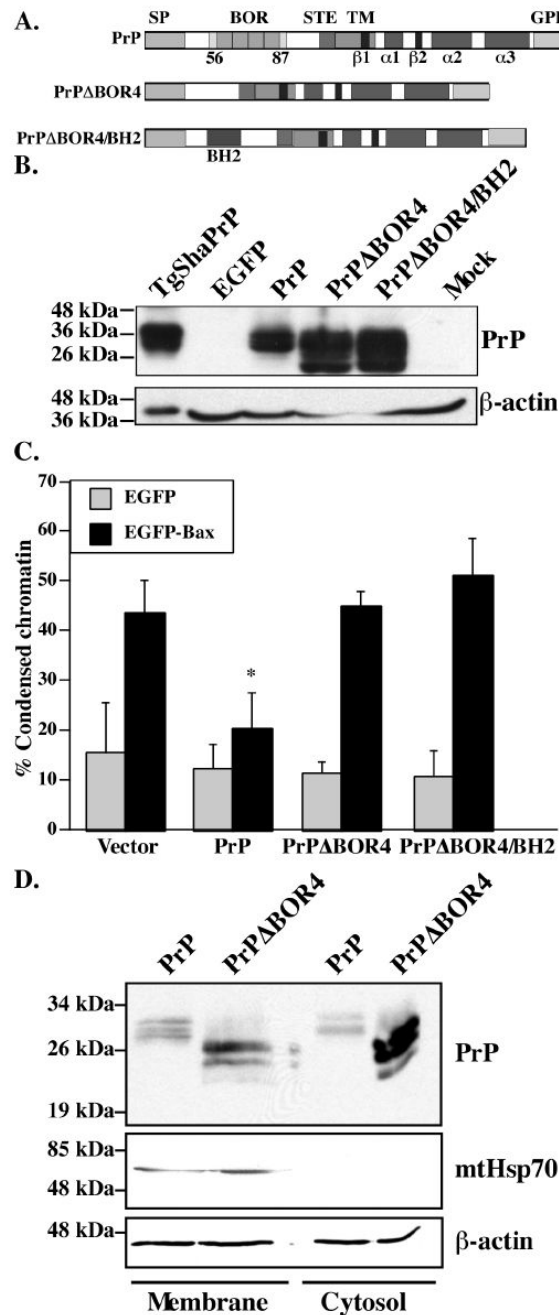 A.
SP BOR STE TM GPI
PrP
56 87 β1 α1 β2 α2 α3
PrPΔBOR4
PrPΔBOR4/BH2
BH2
B.
TgShaPrP EGFP PrP PrPΔBOR4 PrPΔBOR4/BH2 Mock
48 kDa
36 kDa
26 kDa
PrP
48 kDa
36 kDa
β-actin
C.
EGFP
EGFP-Bax
% Condensed chromatin
70
60
50
40
30
20
10
0
*
Vector PrP PrPΔBOR4 PrPΔBOR4/BH2
D.
PrP PrPΔBOR4 PrP PrPΔBOR4
34 kDa
26 kDa
19 kDa
PrP
85 kDa
48 kDa
mtHsp70
48 kDa
β-actin
Membrane Cytosol